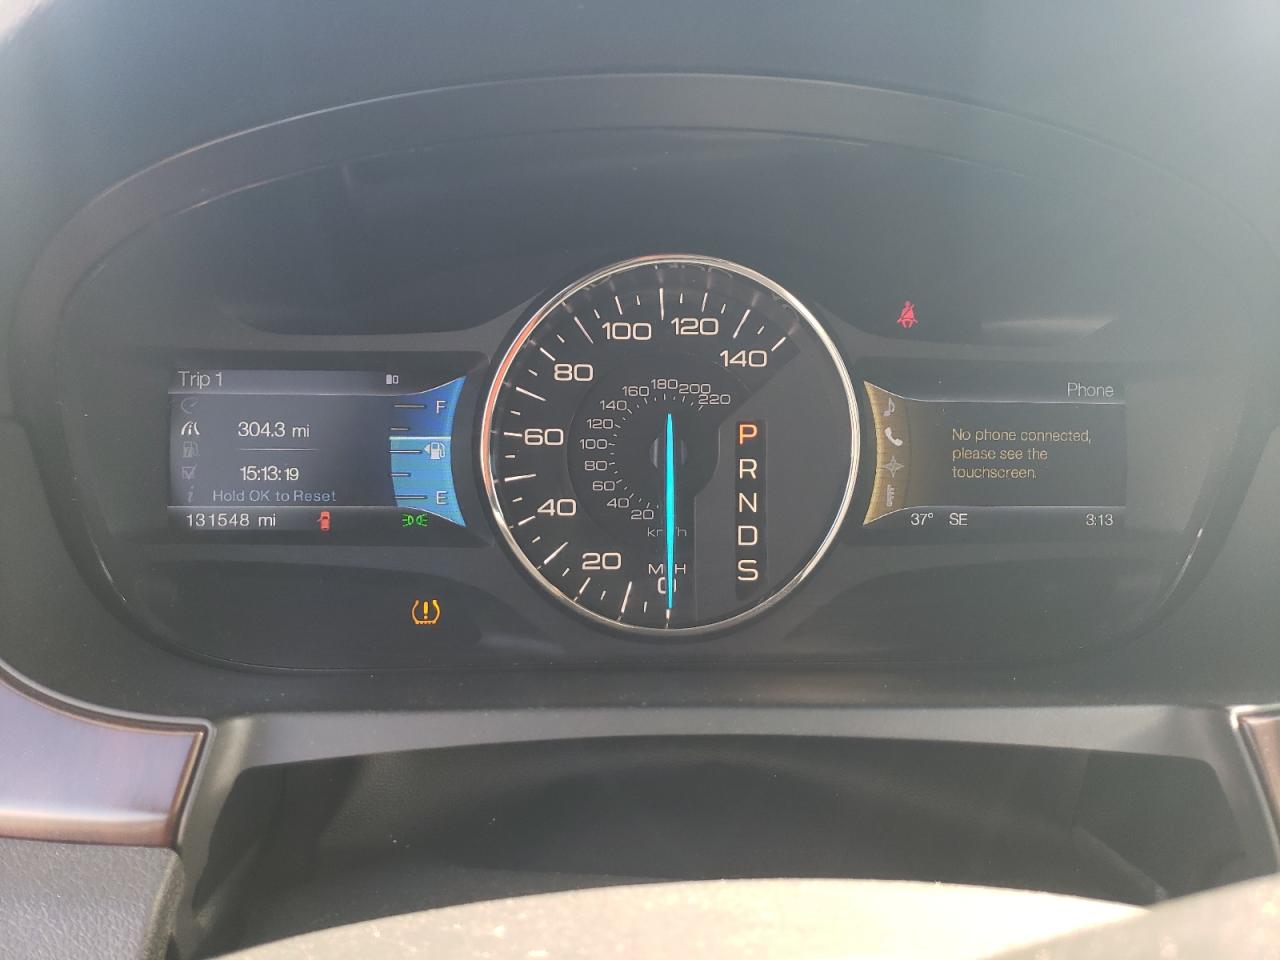 Trip 1
304.3 mi
15:13:19
Hold OK to Reset
131548 mi
F
E
0
20
40
60
80
100
120
140
MPH
20
40
60
80
100
120
140
160
180
200
220
km/h
P
R
N
D
S
Phone
No phone connected,
please see the
touchscreen.
37° SE 3:13